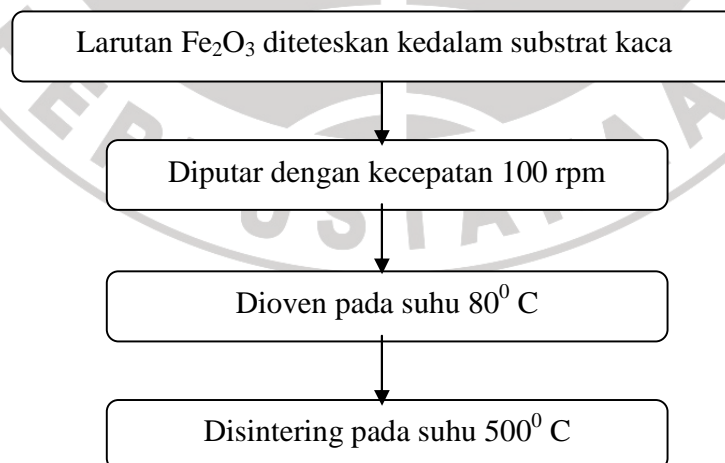 Larutan Fe₂O₃ diteteskan kedalam substrat kaca
Diputar dengan kecepatan 100 rpm
Dioven pada suhu 80⁰ C
Disintering pada suhu 500⁰ C